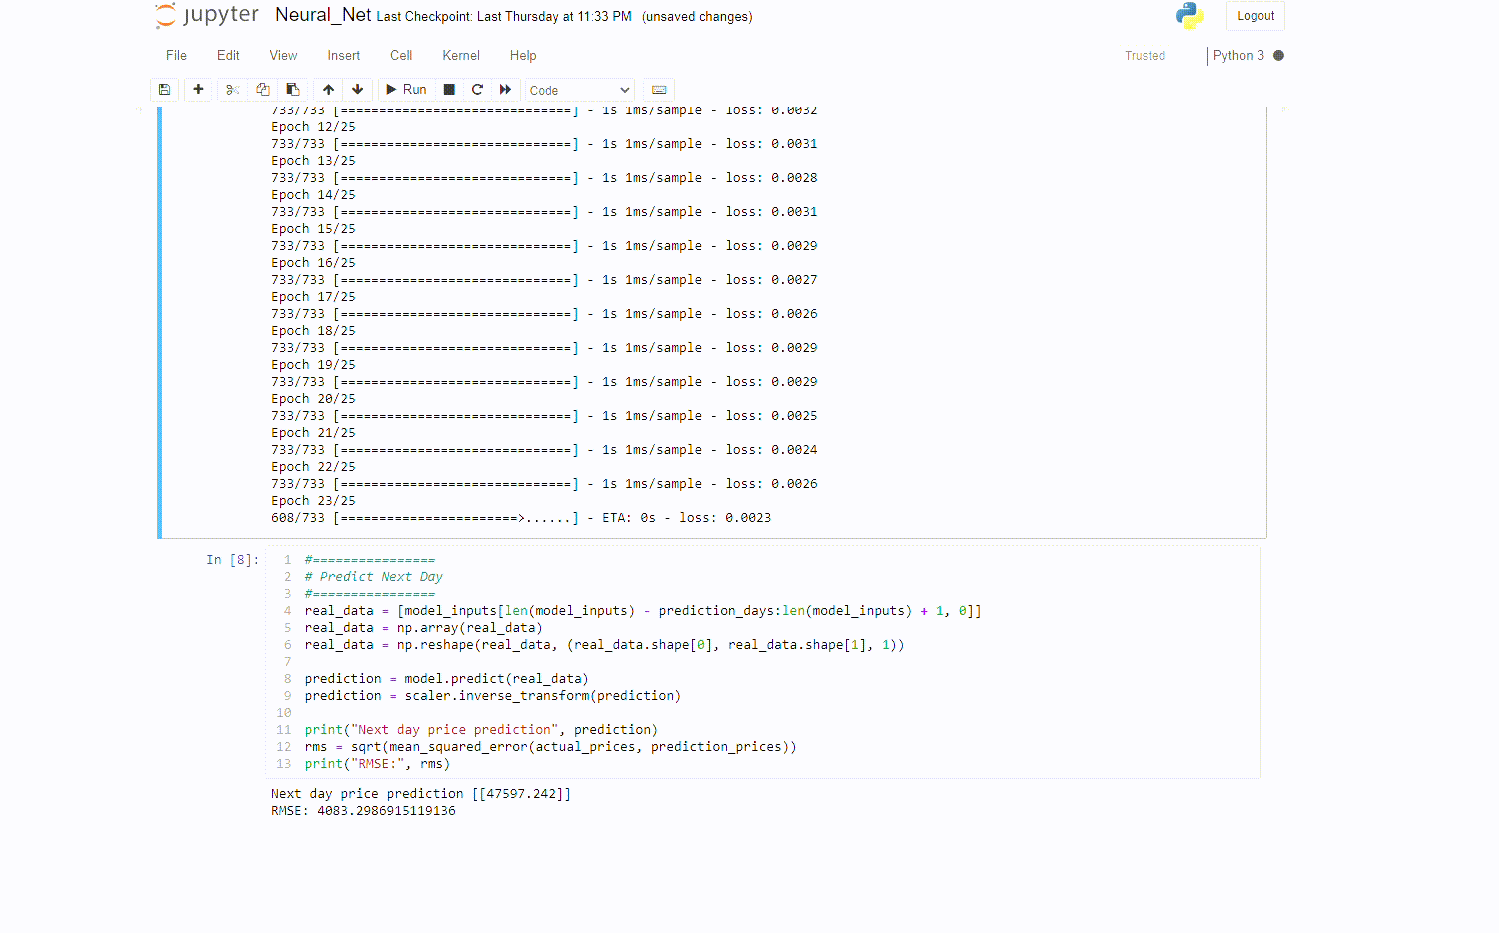 jupyter Neural_Net Last Checkpoint: Last Thursday at 11:33 PM (unsaved changes) Logout
File Edit View Insert Cell Kernel Help Trusted Python 3
Run Code
733/733 [==============================] - 1s 1ms/sample - loss: 0.0032
Epoch 12/25
733/733 [==============================] - 1s 1ms/sample - loss: 0.0031
Epoch 13/25
733/733 [==============================] - 1s 1ms/sample - loss: 0.0028
Epoch 14/25
733/733 [==============================] - 1s 1ms/sample - loss: 0.0031
Epoch 15/25
733/733 [==============================] - 1s 1ms/sample - loss: 0.0029
Epoch 16/25
733/733 [==============================] - 1s 1ms/sample - loss: 0.0027
Epoch 17/25
733/733 [==============================] - 1s 1ms/sample - loss: 0.0026
Epoch 18/25
733/733 [==============================] - 1s 1ms/sample - loss: 0.0029
Epoch 19/25
733/733 [==============================] - 1s 1ms/sample - loss: 0.0029
Epoch 20/25
733/733 [==============================] - 1s 1ms/sample - loss: 0.0025
Epoch 21/25
733/733 [==============================] - 1s 1ms/sample - loss: 0.0024
Epoch 22/25
733/733 [==============================] - 1s 1ms/sample - loss: 0.0026
Epoch 23/25
608/733 [=======================>......] - ETA: 0s - loss: 0.0023
In [8]: 1 #================
2 # Predict Next Day
3 #================
4 real_data = [model_inputs[len(model_inputs) - prediction_days:len(model_inputs) + 1, 0]]
5 real_data = np.array(real_data)
6 real_data = np.reshape(real_data, (real_data.shape[0], real_data.shape[1], 1))
7
8 prediction = model.predict(real_data)
9 prediction = scaler.inverse_transform(prediction)
10
11 print("Next day price prediction", prediction)
12 rms = sqrt(mean_squared_error(actual_prices, prediction_prices))
13 print("RMSE:", rms)
Next day price prediction [[47597.242]]
RMSE: 4083.2986915119136